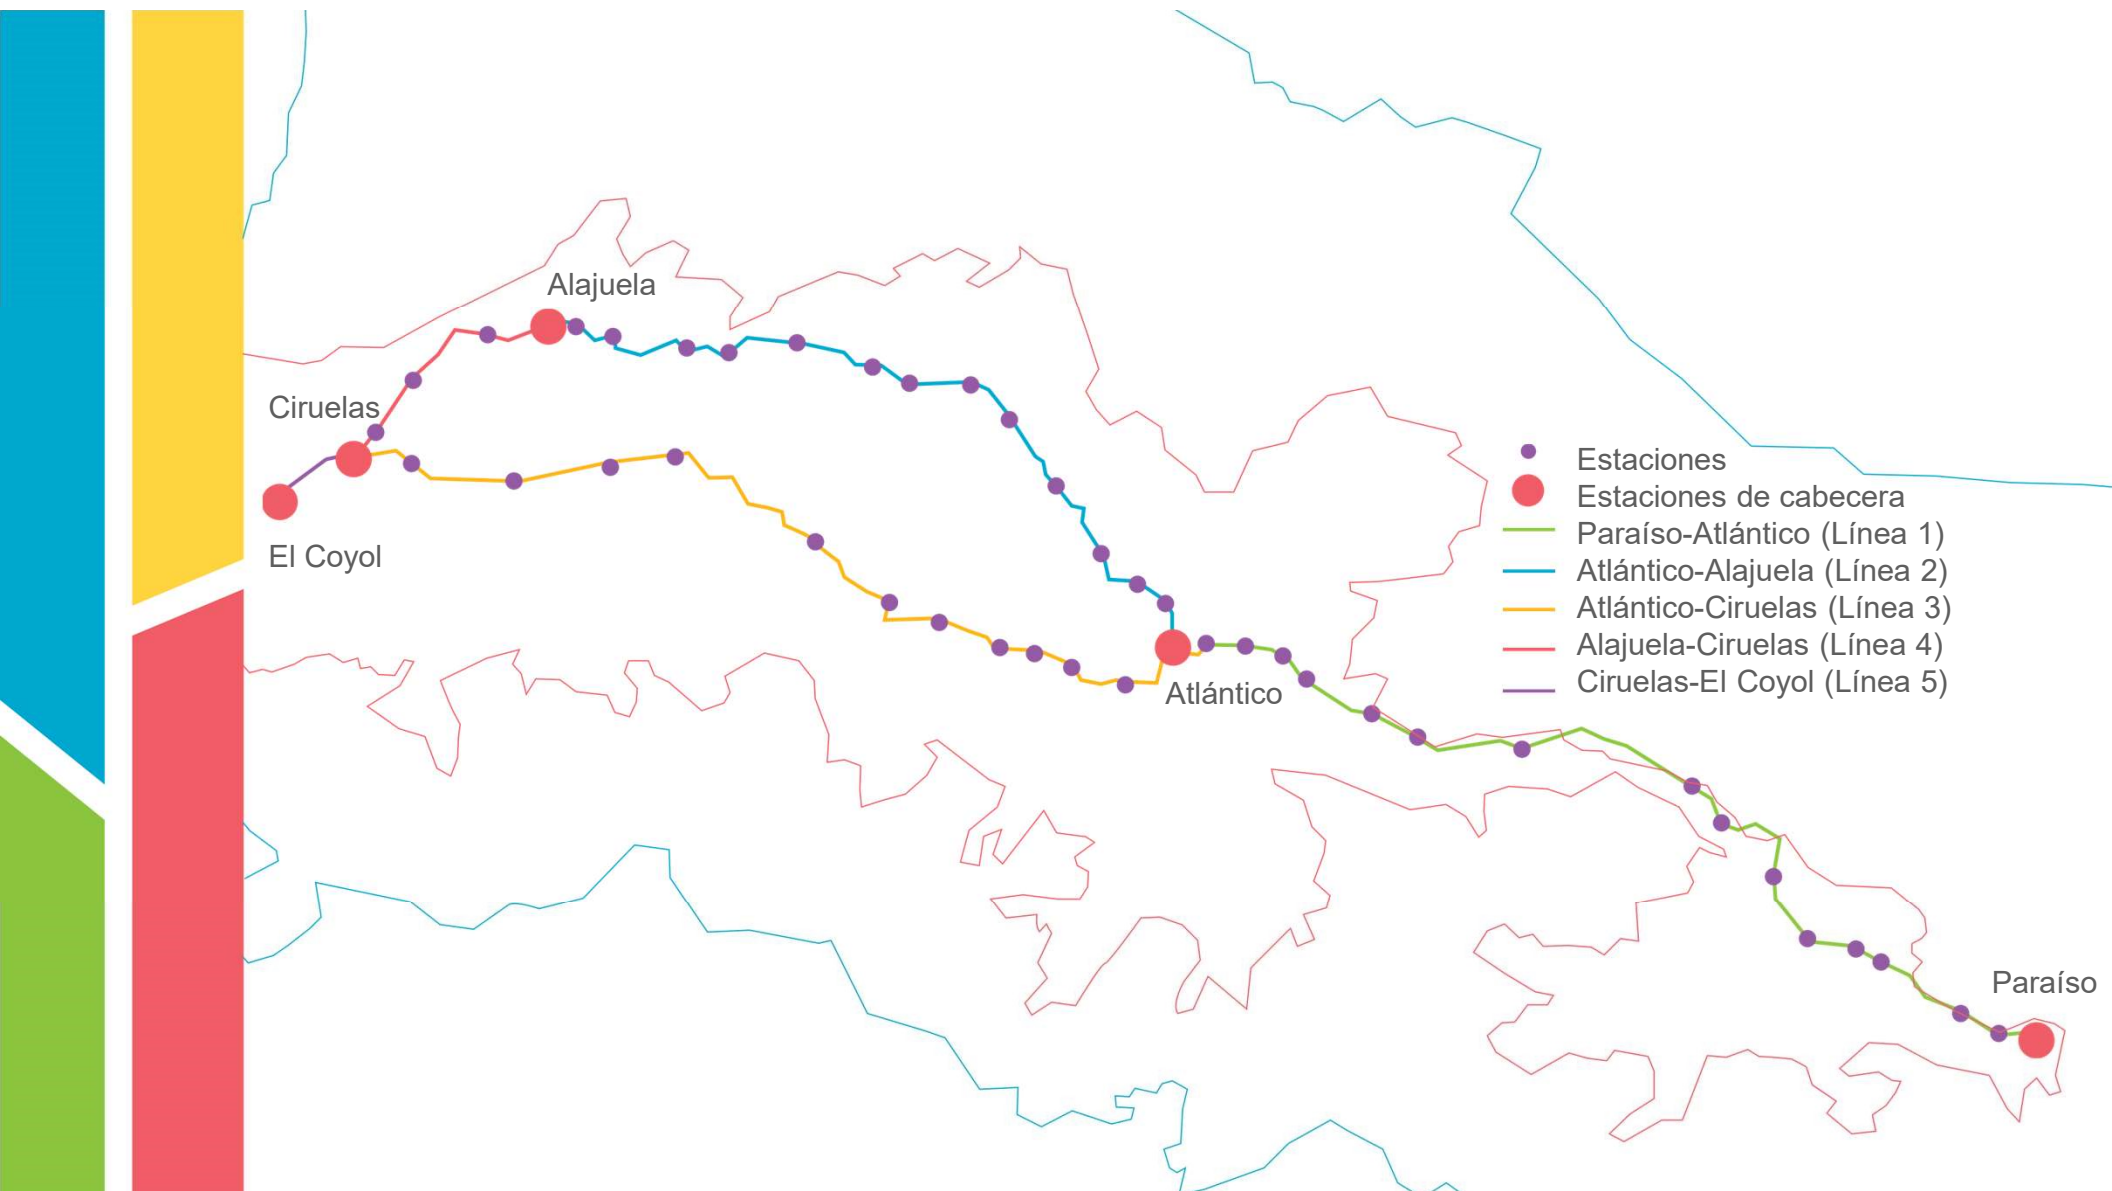 Alajuela
Ciruelas
El Coyol
Atlántico
Estaciones
Estaciones de cabecera
Paraíso-Atlántico (Línea 1)
Atlántico-Alajuela (Línea 2)
Atlántico-Ciruelas (Línea 3)
Alajuela-Ciruelas (Línea 4)
Ciruelas-El Coyol (Línea 5)
Paraíso